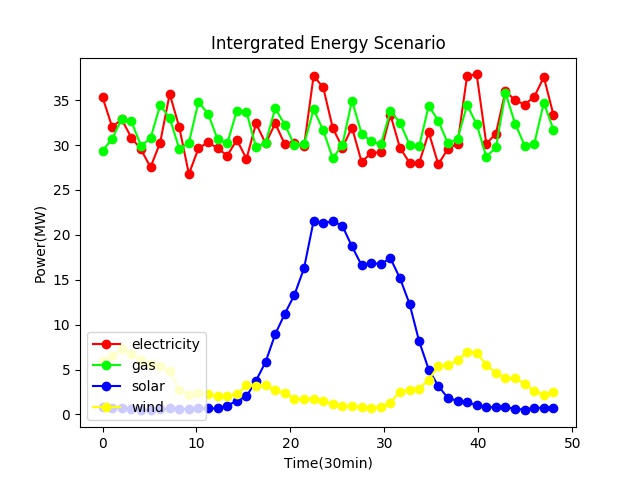 Intergrated Energy Scenario
Power(MW)
35
30
25
20
15
10
5
0
electricity
gas
solar
wind
0 10 20 30 40 50
Time(30min)